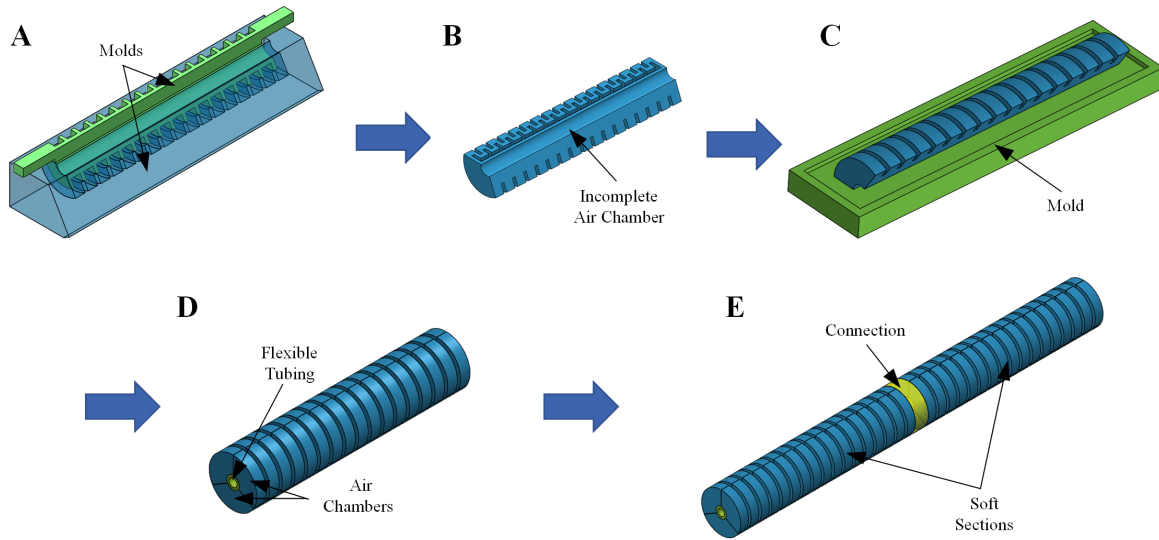 A
Molds
B
Incomplete
Air Chamber
C
Mold
D
Flexible
Tubing
Air
Chambers
E
Connection
Soft
Sections